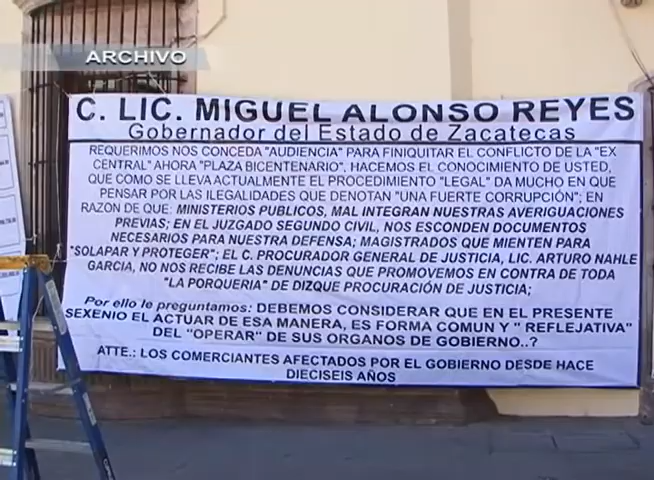 ARCHIVO
C. LIC. MIGUEL ALONSO REYES
Gobernador del Estado de Zacatecas
REQUERIMOS NOS CONCEDA "AUDIENCIA" PARA FINIQUITAR EL CONFLICTO DE LA "EX
CENTRAL" AHORA "PLAZA BICENTENARIO", HACEMOS EL CONOCIMIENTO DE USTED,
QUE COMO SE LLEVA ACTUALMENTE EL PROCEDIMIENTO "LEGAL" DA MUCHO EN QUE
PENSAR POR LAS ILEGALIDADES QUE DENOTAN "UNA FUERTE CORRUPCIÓN"; EN
RAZON DE QUE: MINISTERIOS PUBLICOS, MAL INTEGRAN NUESTRAS AVERIGUACIONES
PREVIAS; EN EL JUZGADO SEGUNDO CIVIL, NOS ESCONDEN DOCUMENTOS
NECESARIOS PARA NUESTRA DEFENSA; MAGISTRADOS QUE MIENTEN PARA
"SOLAPAR Y PROTEGER"; EL C. PROCURADOR GENERAL DE JUSTICIA, LIC. ARTURO NAHLE
GARCIA, NO NOS RECIBE LAS DENUNCIAS QUE PROMOVEMOS EN CONTRA DE TODA
"LA PORQUERIA" DE DIZQUE PROCURACIÓN DE JUSTICIA;
Por ello le preguntamos: DEBEMOS CONSIDERAR QUE EN EL PRESENTE
SEXENIO EL ACTUAR DE ESA MANERA, ES FORMA COMUN Y " REFLEJATIVA"
DEL "OPERAR" DE SUS ORGANOS DE GOBIERNO..?
ATTE.: LOS COMERCIANTES AFECTADOS POR EL GOBIERNO DESDE HACE
DIECISEIS AÑOS